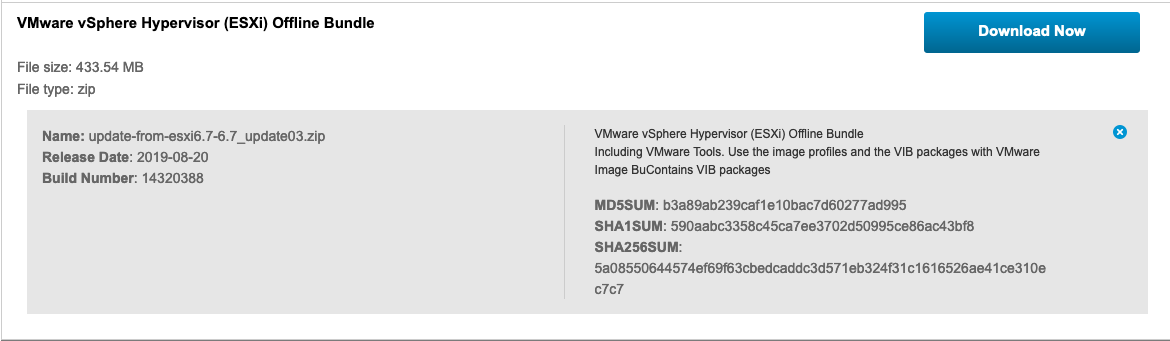 VMware vSphere Hypervisor (ESXi) Offline Bundle
Download Now
File size: 433.54 MB
File type: zip
Name: update-from-esxi6.7-6.7_update03.zip
Release Date: 2019-08-20
Build Number: 14320388
VMware vSphere Hypervisor (ESXi) Offline Bundle
Including VMware Tools. Use the image profiles and the VIB packages with VMware
Image BuContains VIB packages
MD5SUM: b3a89ab239caf1e10bac7d60277ad995
SHA1SUM: 590aabc3358c45ca7ee3702d50995ce86ac43bf8
SHA256SUM:
5a08550644574ef69f63cbedcaddc3d571eb324f31c1616526ae41ce310e
c7c7